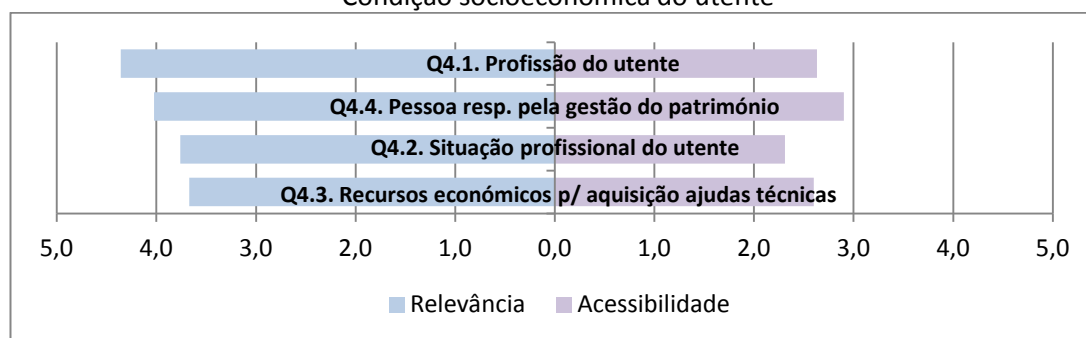 Condição socioeconómica do utente
Q4.1. Profissão do utente
Q4.4. Pessoa resp. pela gestão do património
Q4.2. Situação profissional do utente
Q4.3. Recursos económicos p/ aquisição ajudas técnicas
5,0 4,0 3,0 2,0 1,0 0,0 1,0 2,0 3,0 4,0 5,0
Relevância Acessibilidade